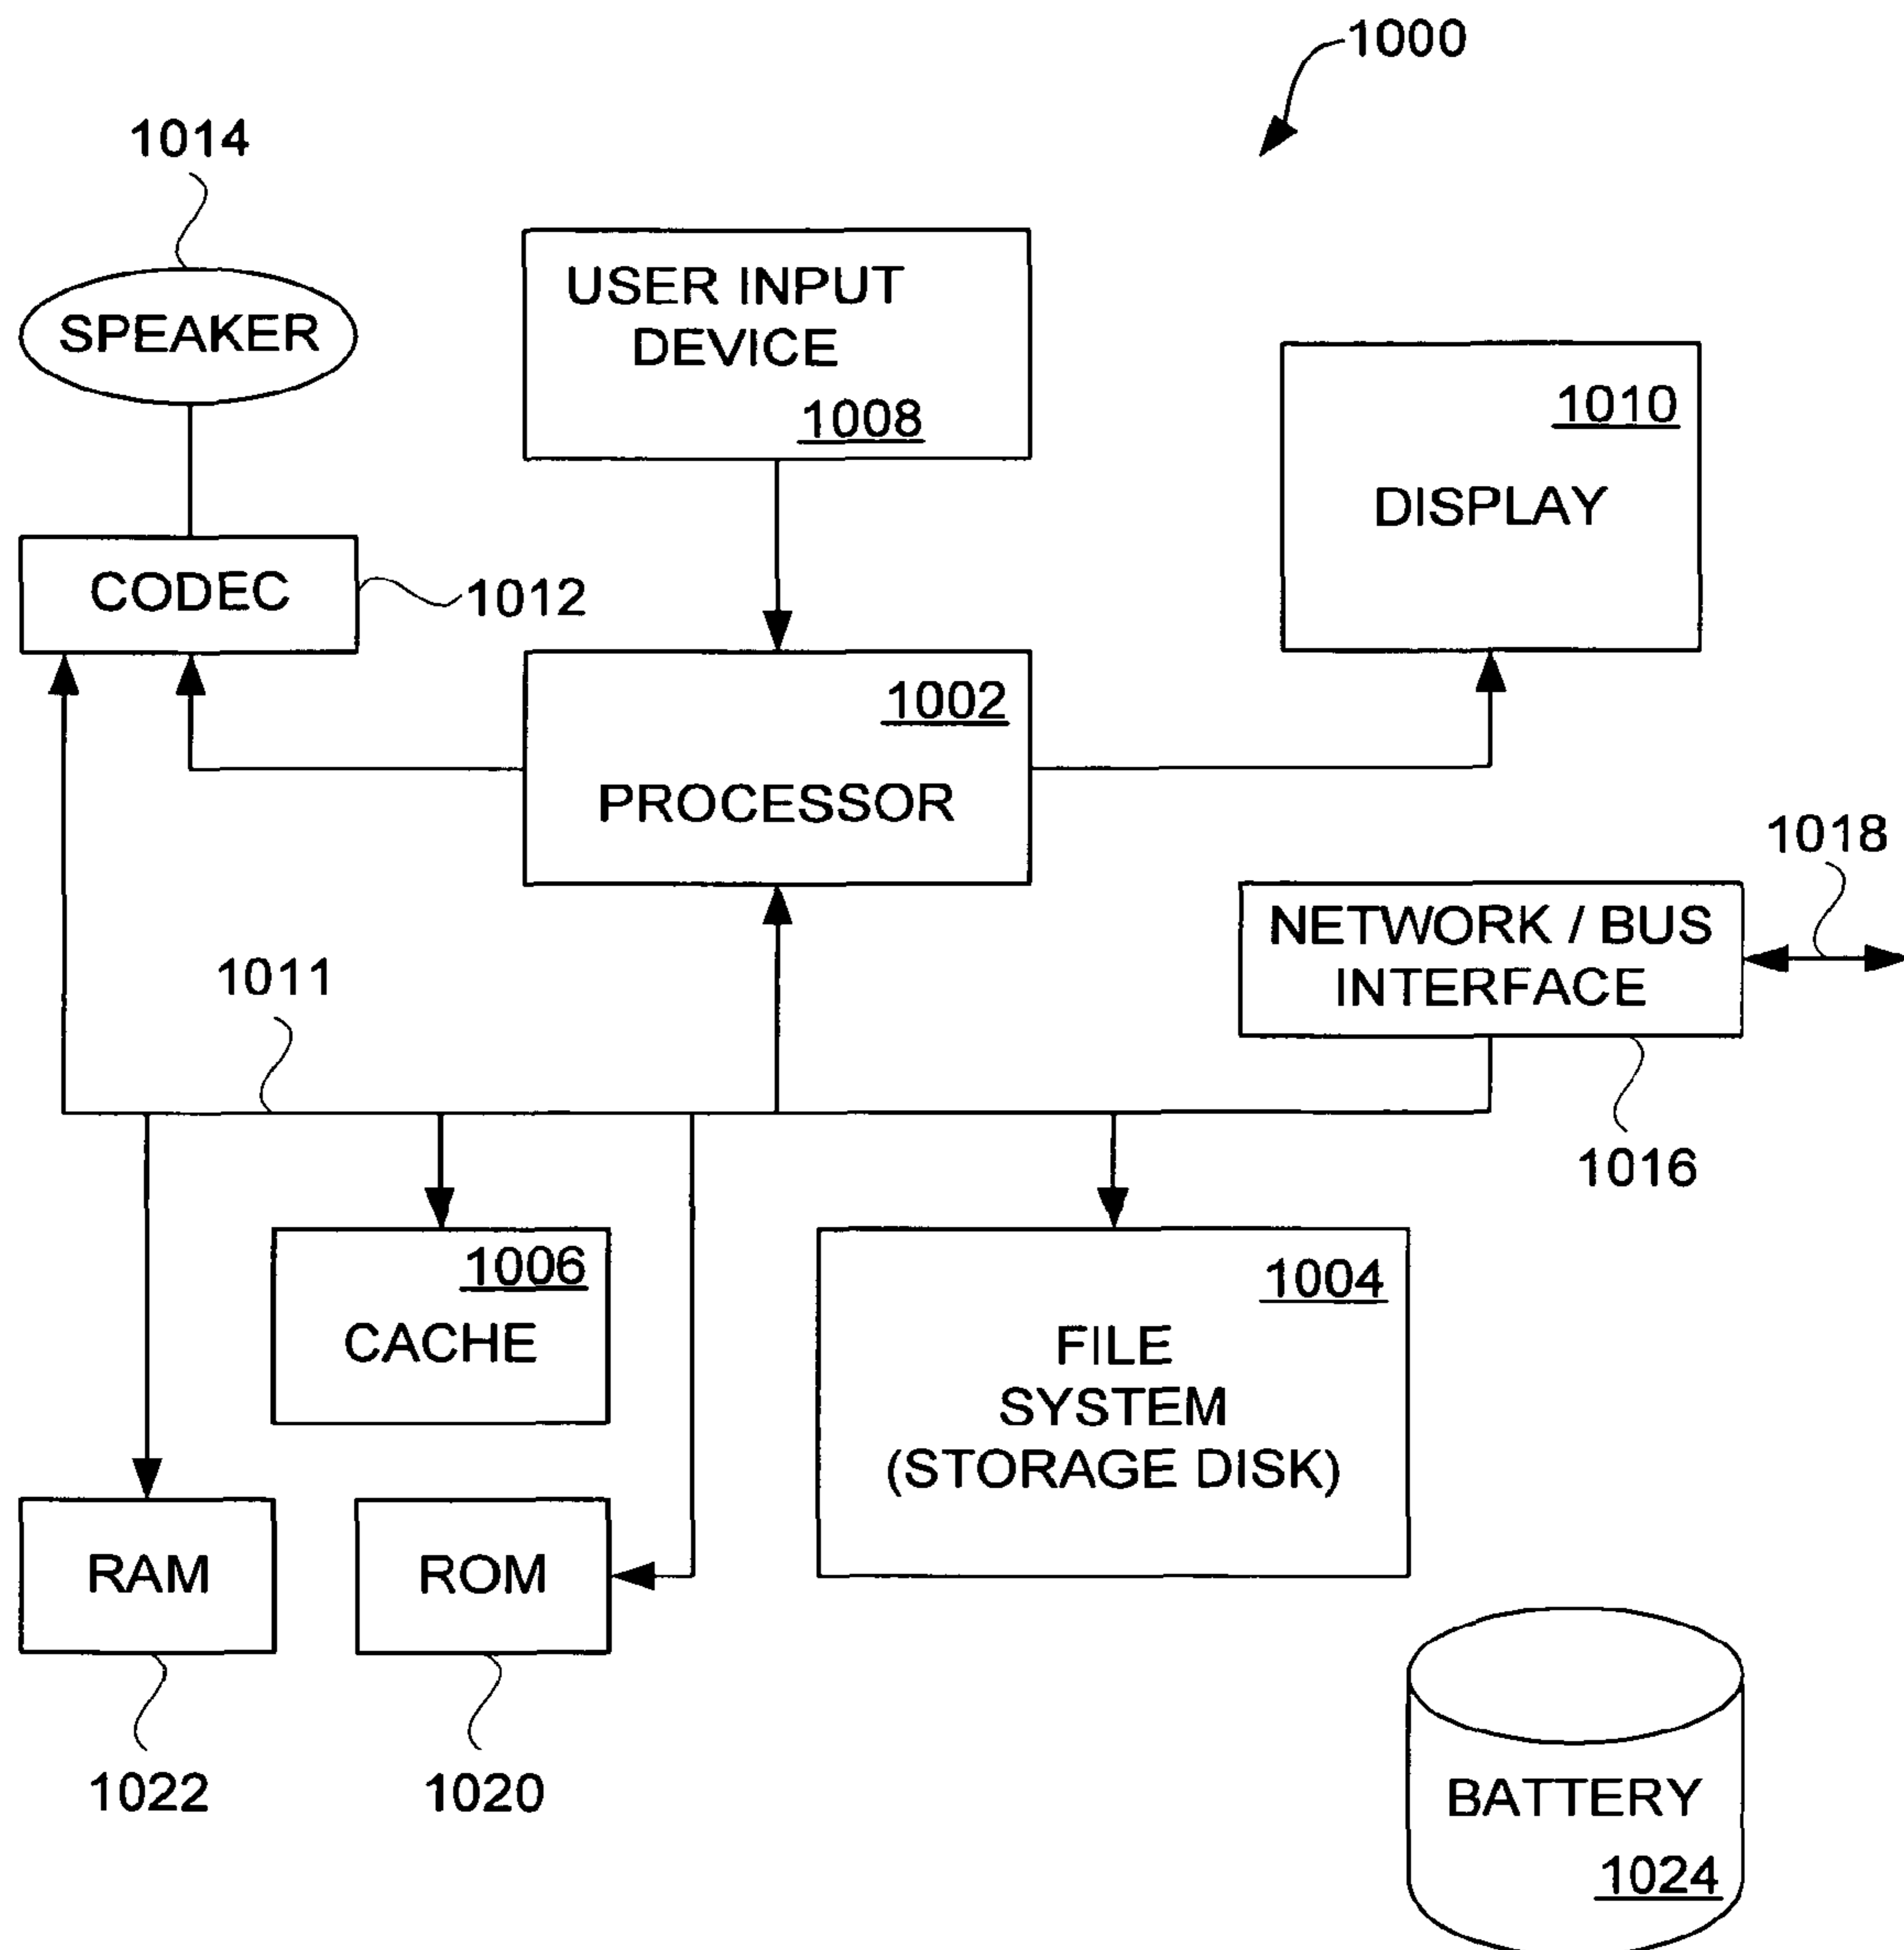 1000
1014
SPEAKER
USER INPUT
DEVICE
1008
1010
DISPLAY
CODEC
1012
1002
PROCESSOR
1018
NETWORK / BUS
INTERFACE
1011
1016
1006
CACHE
1004
FILE
SYSTEM
(STORAGE DISK)
RAM
ROM
1022
1020
BATTERY
1024